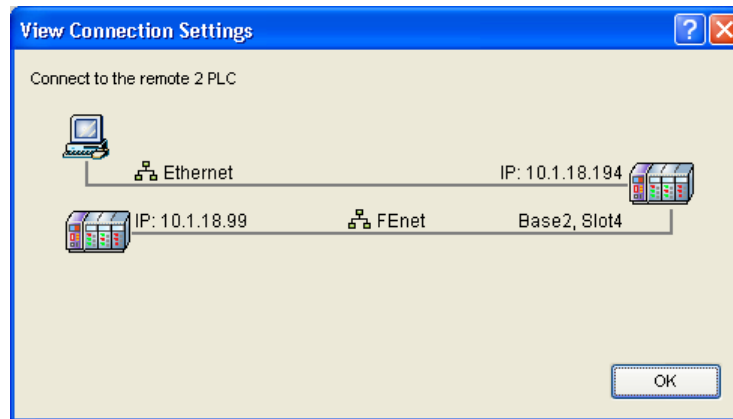 View Connection Settings
Connect to the remote 2 PLC
Ethernet IP: 10.1.18.194
IP: 10.1.18.99 FEnet Base2, Slot4
OK